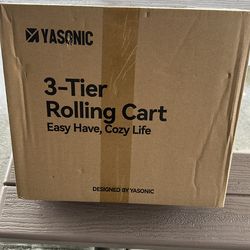 YASONIC
3-Tier
Rolling Cart
Easy Have, Cozy Life
DESIGNED BY YASONIC